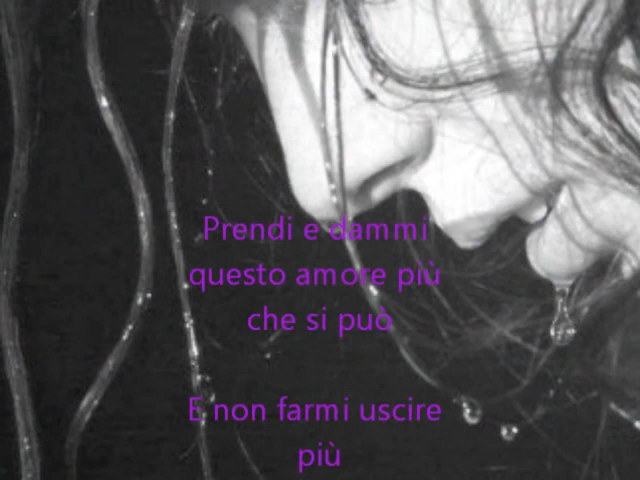 Prendi e dammi
questo amore più
che si può
E non farmi uscire
più